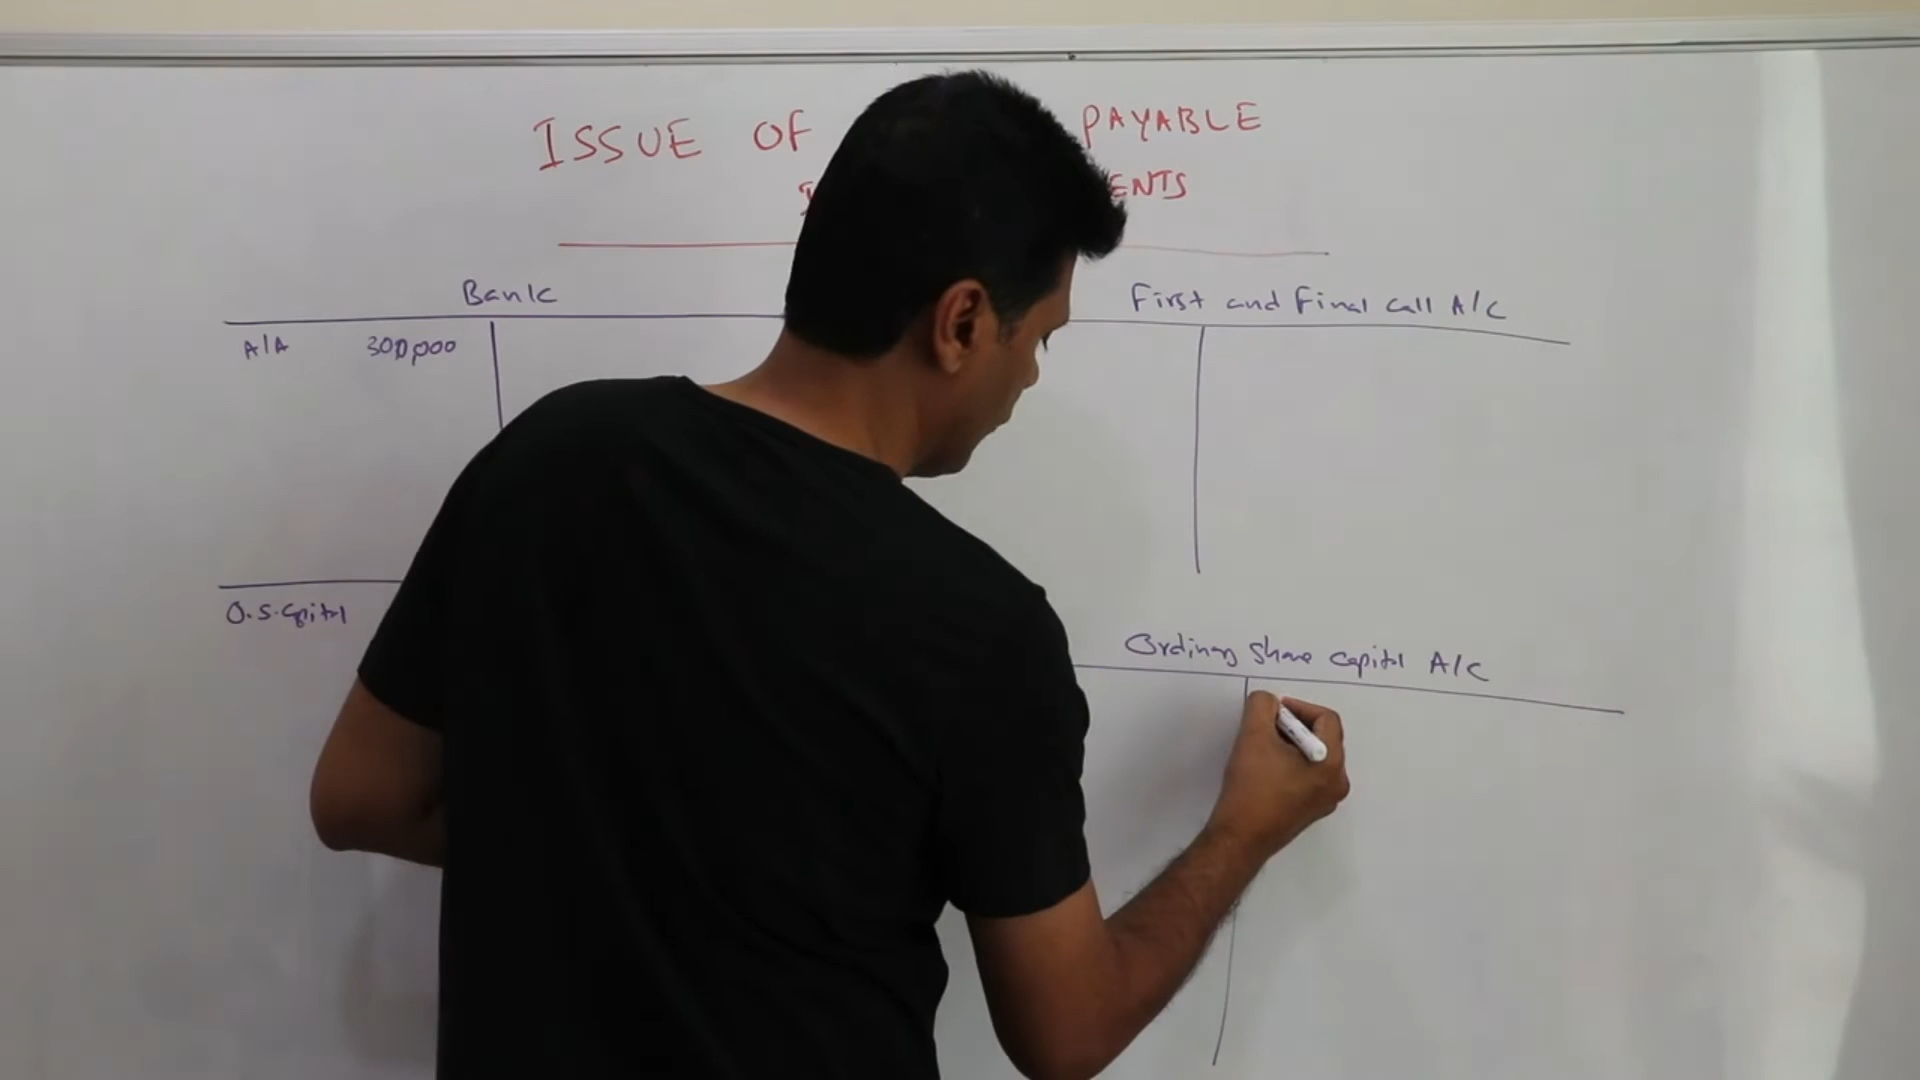 ISSUE OF PAYABLE
ENTS
Bank
First and Final Call A/C
A/A 300,000
O.S. Capital
Ordinary Share Capital A/C